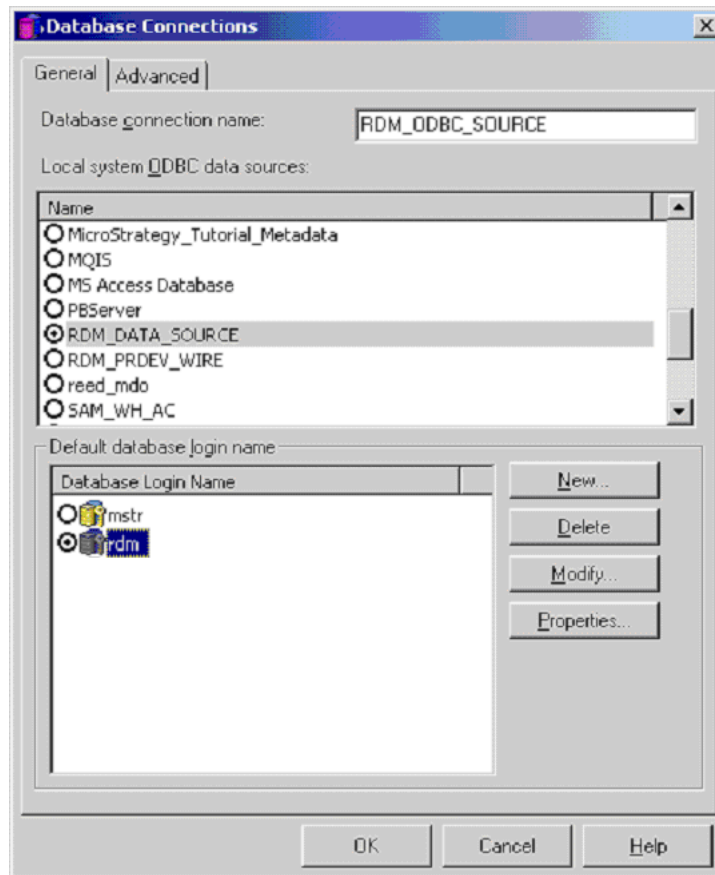 Database Connections
General
Advanced
Database connection name:
RDM_ODBC_SOURCE
Local system ODBC data sources:
Name
MicroStrategy_Tutorial_Metadata
MQIS
MS Access Database
PBServer
RDM_DATA_SOURCE
RDM_PRDEV_WIRE
reed_mdo
SAM_WH_AC
Default database login name
Database Login Name
mstr
rdm
New...
Delete
Modify...
Properties...
OK
Cancel
Help